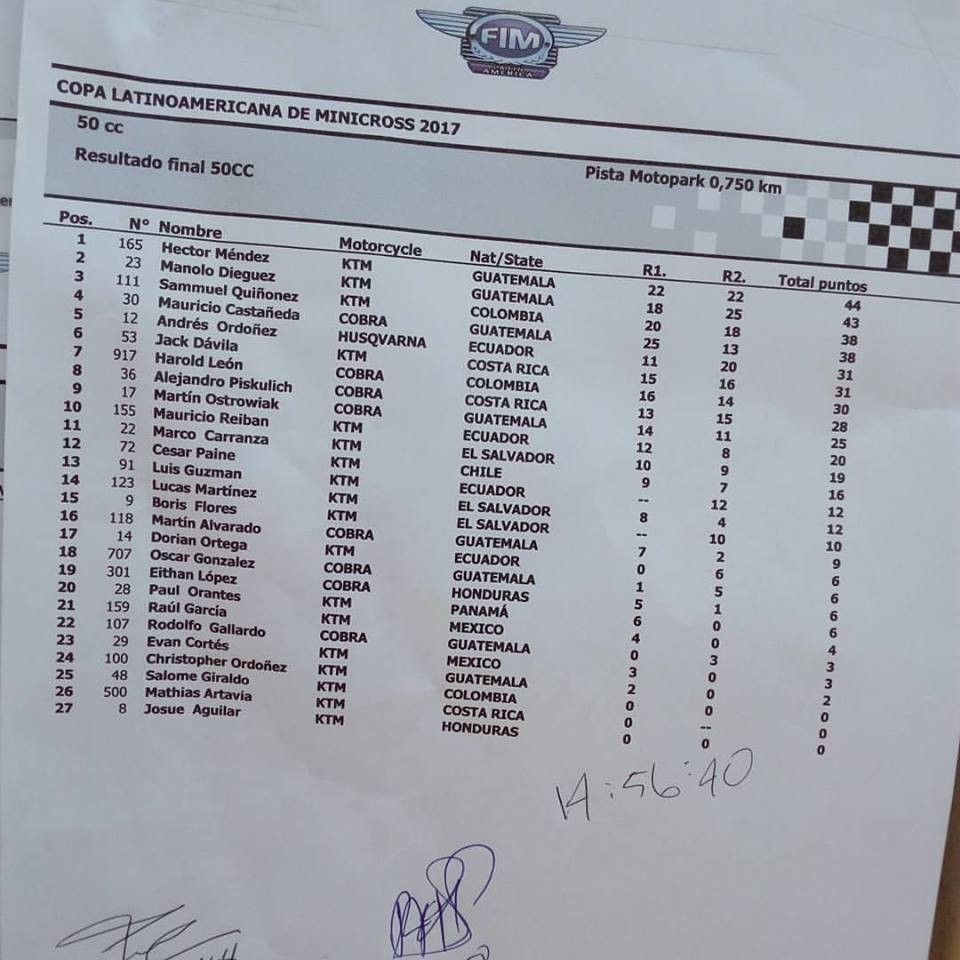 FIM
LATIN
AMERICA
COPA LATINOAMERICANA DE MINICROSS 2017
50 cc
Resultado final 50CC Pista Motopark 0,750 km
Pos. N° Nombre Motorcycle Nat/State R1. R2. Total puntos
1 165 Hector Méndez KTM GUATEMALA 22 22 44
2 23 Manolo Dieguez KTM GUATEMALA 18 25 43
3 111 Sammuel Quiñonez KTM COLOMBIA 20 18 38
4 30 Mauricio Castañeda COBRA GUATEMALA 25 13 38
5 12 Andrés Ordoñez HUSQVARNA ECUADOR 11 20 31
6 53 Jack Dávila KTM COSTA RICA 15 16 31
7 917 Harold León COBRA COLOMBIA 16 14 30
8 36 Alejandro Piskulich COBRA COSTA RICA 13 15 28
9 17 Martín Ostrowiak COBRA GUATEMALA 14 11 25
10 155 Mauricio Reiban KTM ECUADOR 12 8 20
11 22 Marco Carranza KTM EL SALVADOR 10 9 19
12 72 Cesar Paine KTM CHILE 9 7 16
13 91 Luis Guzman KTM ECUADOR -- 12 12
14 123 Lucas Martínez KTM EL SALVADOR 8 4 12
15 9 Boris Flores KTM EL SALVADOR -- 10 10
16 118 Martín Alvarado COBRA GUATEMALA 7 2 9
17 14 Dorian Ortega KTM ECUADOR 0 6 6
18 707 Oscar Gonzalez COBRA GUATEMALA 1 5 6
19 301 Eithan López COBRA HONDURAS 5 1 6
20 28 Paul Orantes KTM PANAMÁ 6 0 6
21 159 Raúl García KTM MEXICO 4 0 4
22 107 Rodolfo Gallardo COBRA GUATEMALA 0 3 3
23 29 Evan Cortés KTM MEXICO 3 0 3
24 100 Christopher Ordoñez KTM GUATEMALA 2 0 2
25 48 Salome Giraldo KTM COLOMBIA 0 0 0
26 500 Mathias Artavia KTM COSTA RICA 0 -- 0
27 8 Josue Aguilar KTM HONDURAS 0 0 0
14:56:40